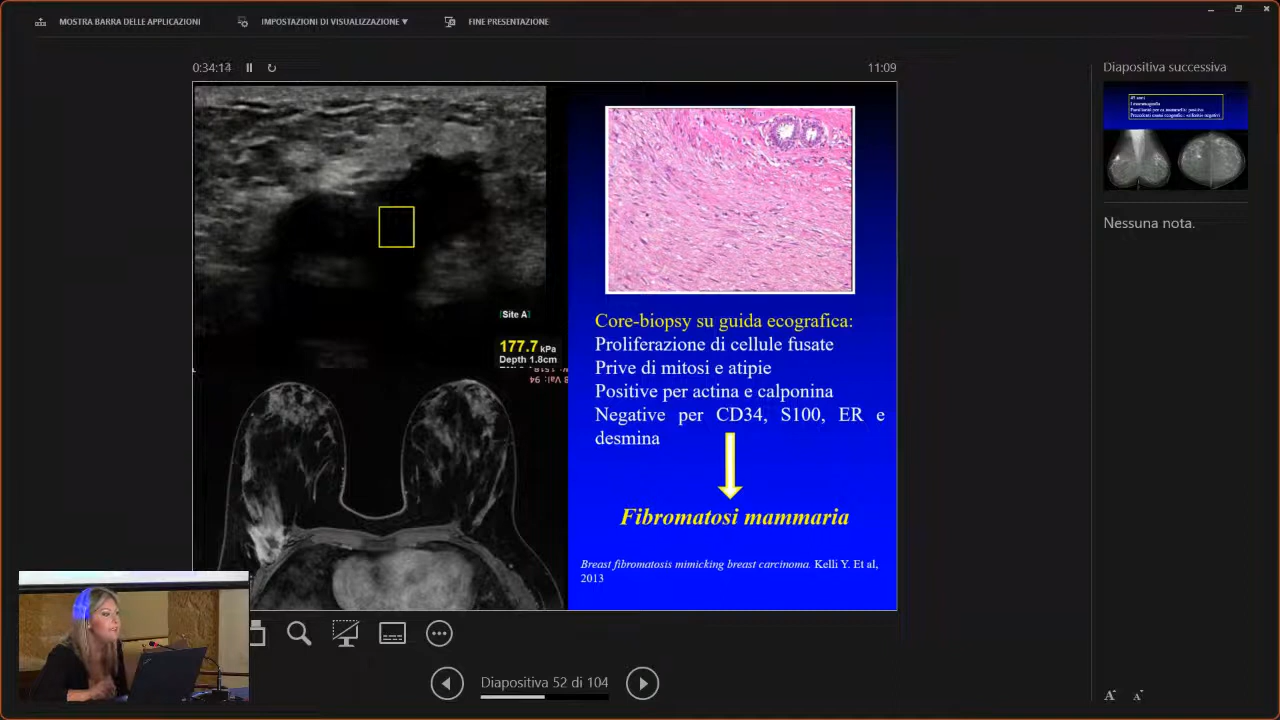 MOSTRA BARRA DELLE APPLICAZIONI
IMPOSTAZIONI DI VISUALIZZAZIONE ▼
FINE PRESENTAZIONE
0:34:14
11:09
Diapositiva successiva
[Site A]
177.7 kPa
Depth 1.8cm
Core-biopsy su guida ecografica:
Proliferazione di cellule fusate
Prive di mitosi e atipie
Positive per actina e calponina
Negative per CD34, S100, ER e
desmina
Fibromatosi mammaria
Breast fibromatosis mimicking breast carcinoma. Kelli Y. Et al,
2013
I mammografia
Nessuna nota.
Diapositiva 52 di 104
A
A